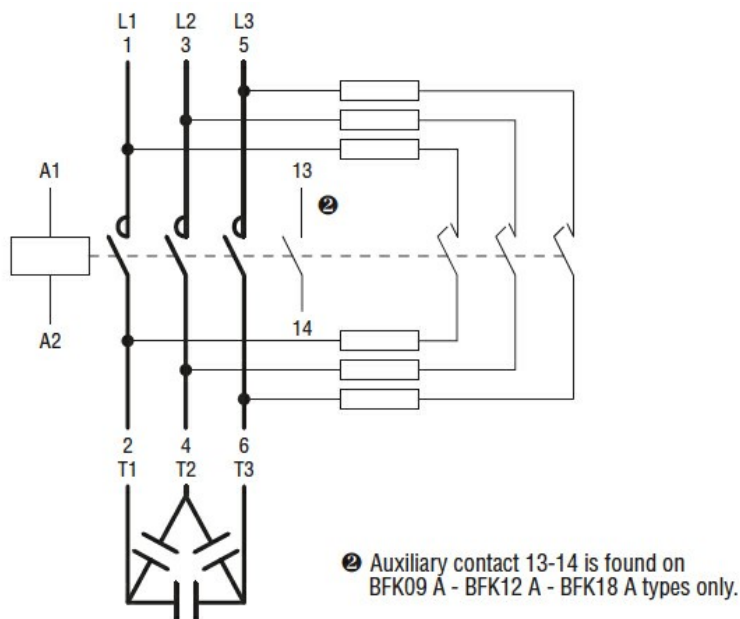 L1 L2 L3
1 3 5
A1
13
❷
14
A2
2 4 6
T1 T2 T3
❷ Auxiliary contact 13-14 is found on
BFK09 A - BFK12 A - BFK18 A types only.